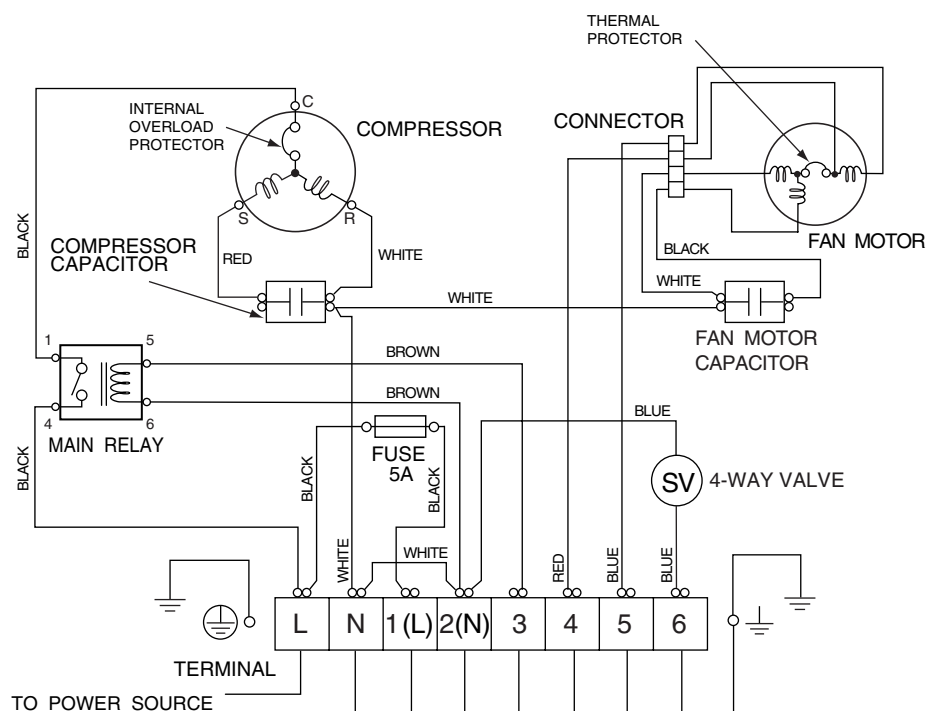 THERMAL
PROTECTOR
C
INTERNAL
OVERLOAD
PROTECTOR
COMPRESSOR
CONNECTOR
S
R
BLACK
COMPRESSOR
CAPACITOR
RED
WHITE
FAN MOTOR
BLACK
WHITE
WHITE
FAN MOTOR
CAPACITOR
1
5
BROWN
BROWN
4
6
MAIN RELAY
BLUE
FUSE
5A
SV
4-WAY VALVE
BLACK
BLACK
BLACK
WHITE
WHITE
RED
BLUE
BLUE
L
N
1(L)
2(N)
3
4
5
6
TERMINAL
TO POWER SOURCE